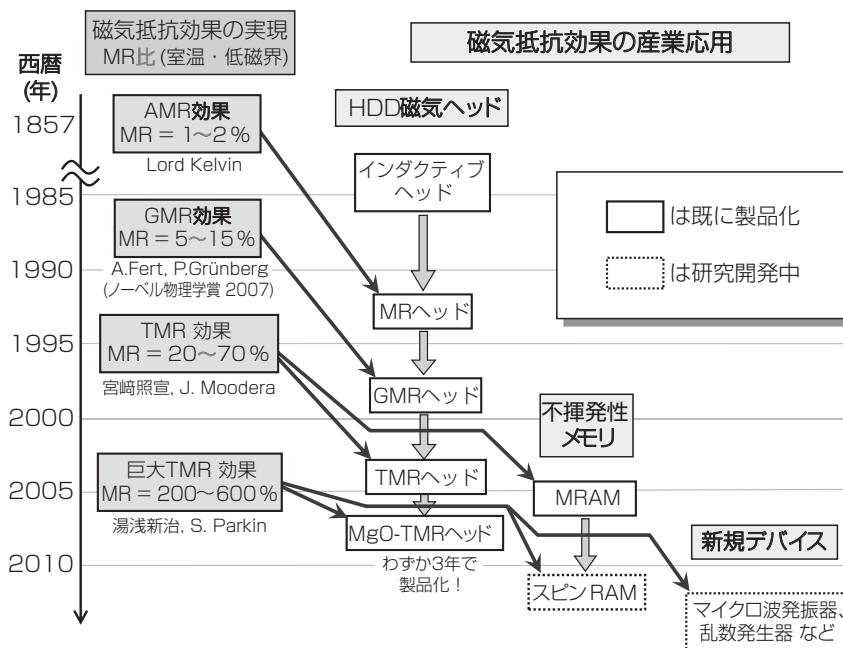 磁気抵抗効果の実現
MR比(室温・低磁界)
磁気抵抗効果の産業応用
西暦
(年)
1857
1985
1990
1995
2000
2005
2010
AMR効果
MR = 1～2%
Lord Kelvin
GMR効果
MR = 5～15%
A.Fert, P.Grünberg
(ノーベル物理学賞 2007)
TMR 効果
MR = 20～70%
宮﨑照宣, J. Moodera
巨大TMR 効果
MR = 200～600%
湯浅新治, S. Parkin
HDD磁気ヘッド
インダクティブ
ヘッド
MRヘッド
GMRヘッド
TMRヘッド
MgO-TMRヘッド
わずか3年で
製品化！
は既に製品化
は研究開発中
不揮発性
メモリ
MRAM
スピンRAM
新規デバイス
マイクロ波発振器、
乱数発生器 など